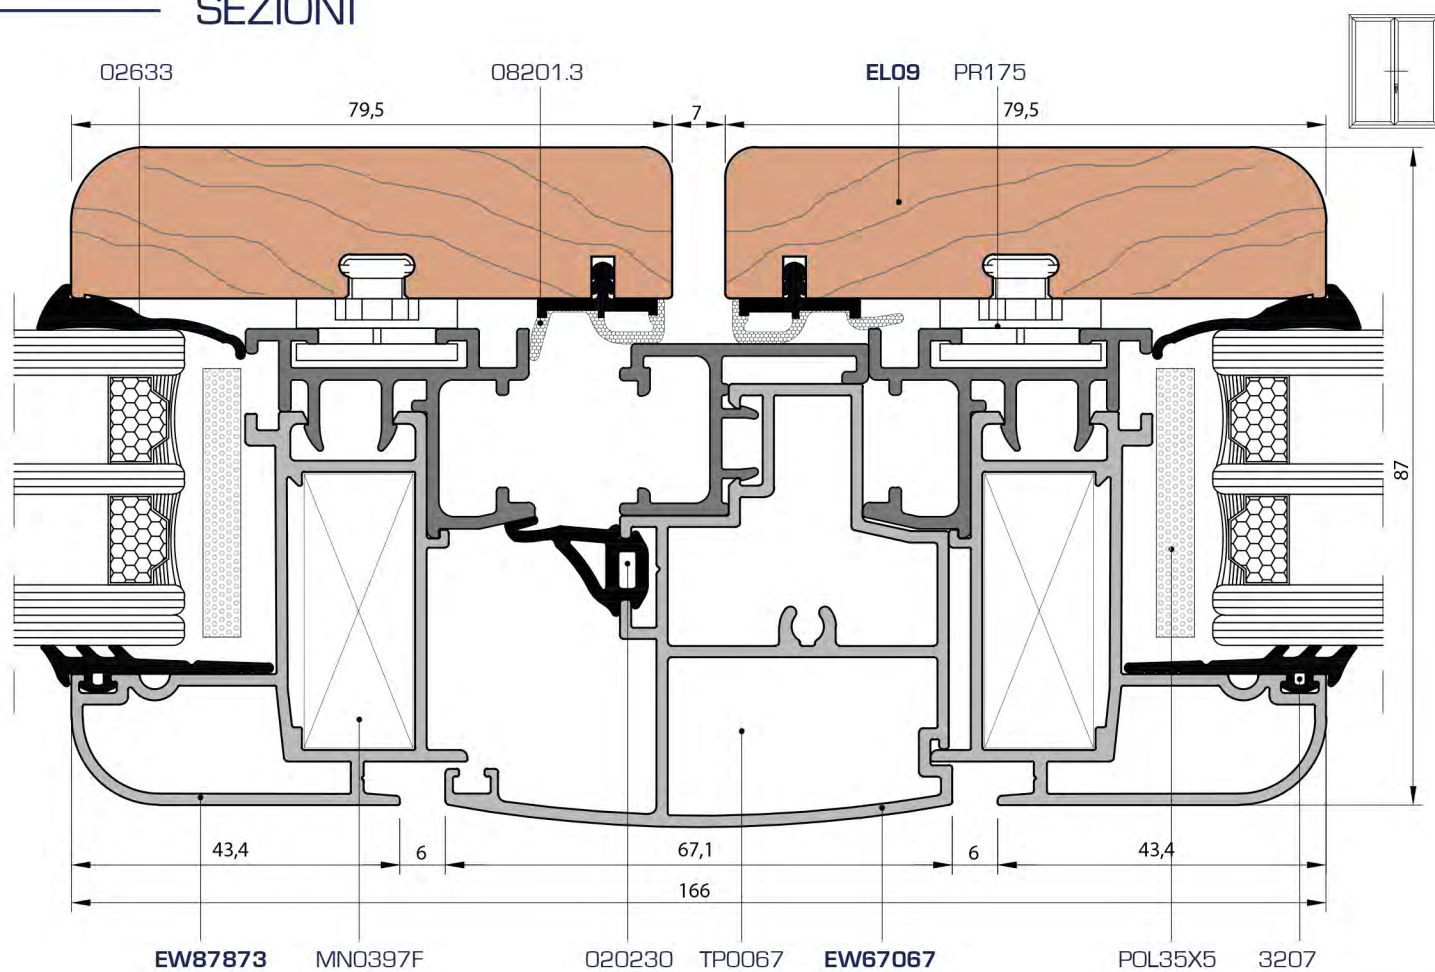 SEZIONI
02633 08201.3 EL09 PR175
79,5 7 79,5
87
43,4 6 67,1 6 43,4
166
EW87873 MN0397F 020230 TP0067 EW67067 POL35X5 3207